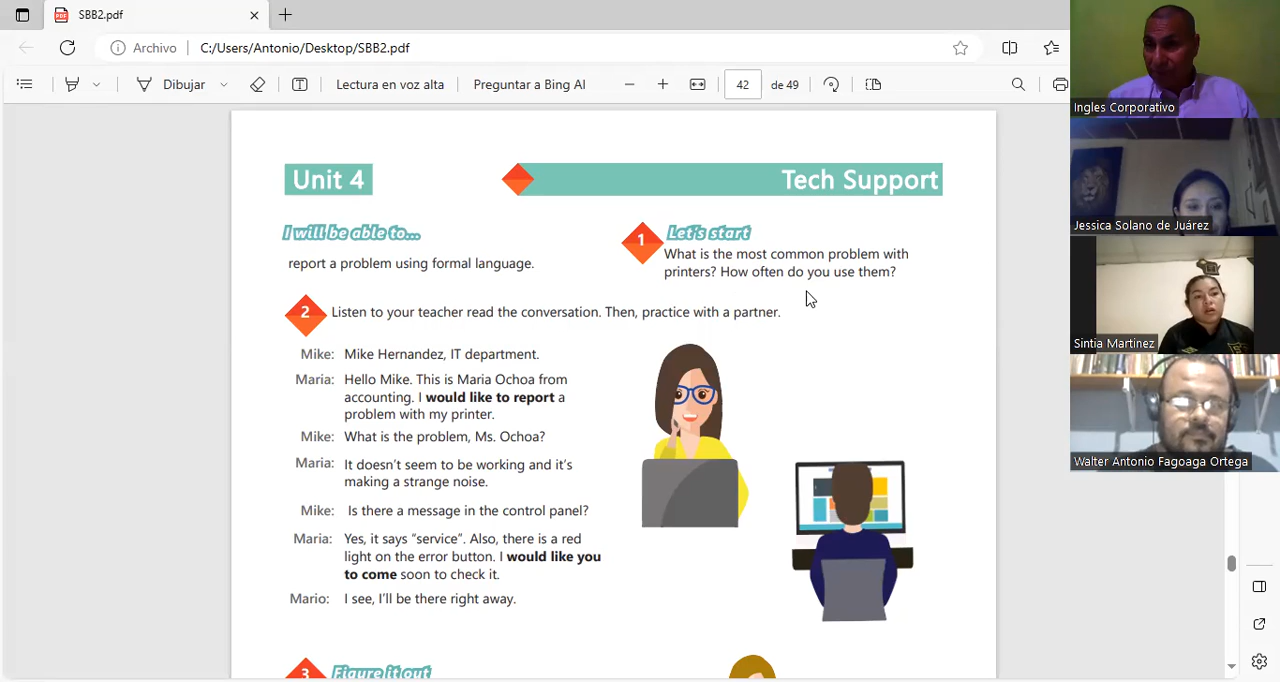 SBB2.pdf
Archivo C:/Users/Antonio/Desktop/SBB2.pdf
Dibujar Lectura en voz alta Preguntar a Bing AI 42 de 49
Unit 4 Tech Support
I will be able to...
report a problem using formal language.
1 Let's start
What is the most common problem with
printers? How often do you use them?
2 Listen to your teacher read the conversation. Then, practice with a partner.
Mike: Mike Hernandez, IT department.
Maria: Hello Mike. This is Maria Ochoa from
accounting. I would like to report a
problem with my printer.
Mike: What is the problem, Ms. Ochoa?
Maria: It doesn't seem to be working and it's
making a strange noise.
Mike: Is there a message in the control panel?
Maria: Yes, it says “service”. Also, there is a red
light on the error button. I would like you
to come soon to check it.
Mario: I see, I'll be there right away.
3 Figure it out
Ingles Corporativo
Jessica Solano de Juárez
Sintia Martinez
Walter Antonio Fagoaga Ortega